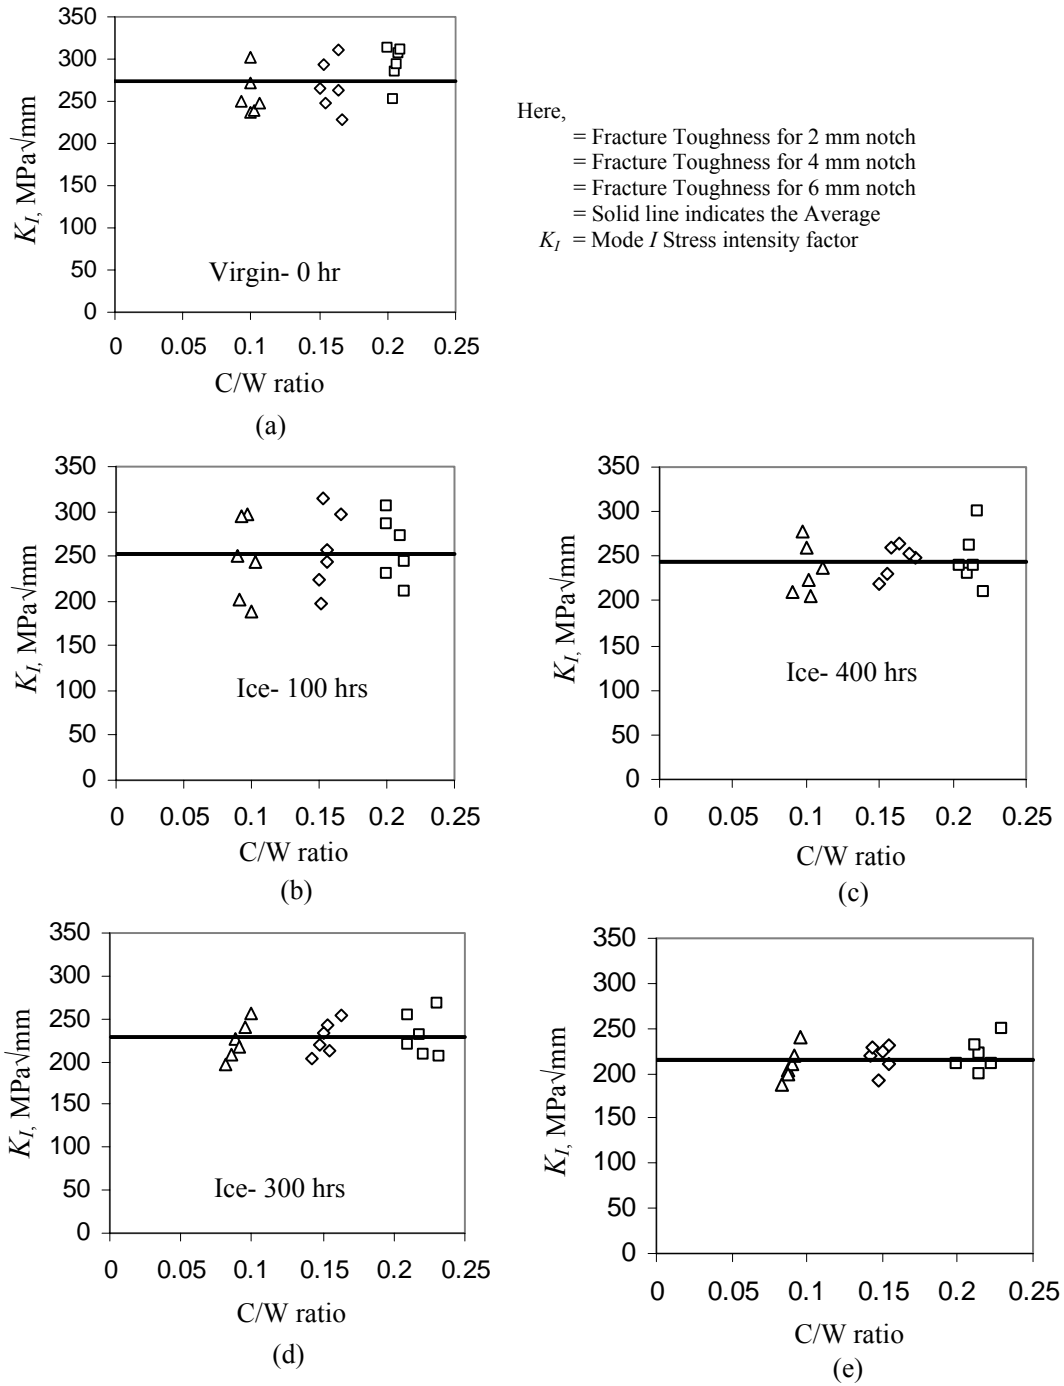 350
300
250
200
150
100
50
0
K_I, MPa√mm
Virgin- 0 hr
0 0.05 0.1 0.15 0.2 0.25
C/W ratio
(a)
Here,
= Fracture Toughness for 2 mm notch
= Fracture Toughness for 4 mm notch
= Fracture Toughness for 6 mm notch
= Solid line indicates the Average
K_I = Mode I Stress intensity factor
350
300
250
200
150
100
50
0
K_I, MPa√mm
Ice- 100 hrs
0 0.05 0.1 0.15 0.2 0.25
C/W ratio
(b)
350
300
250
200
150
100
50
0
K_I, MPa√mm
Ice- 400 hrs
0 0.05 0.1 0.15 0.2 0.25
C/W ratio
(c)
350
300
250
200
150
100
50
0
K_I, MPa√mm
Ice- 300 hrs
0 0.05 0.1 0.15 0.2 0.25
C/W ratio
(d)
350
300
250
200
150
100
50
0
K_I, MPa√mm
0 0.05 0.1 0.15 0.2 0.25
C/W ratio
(e)